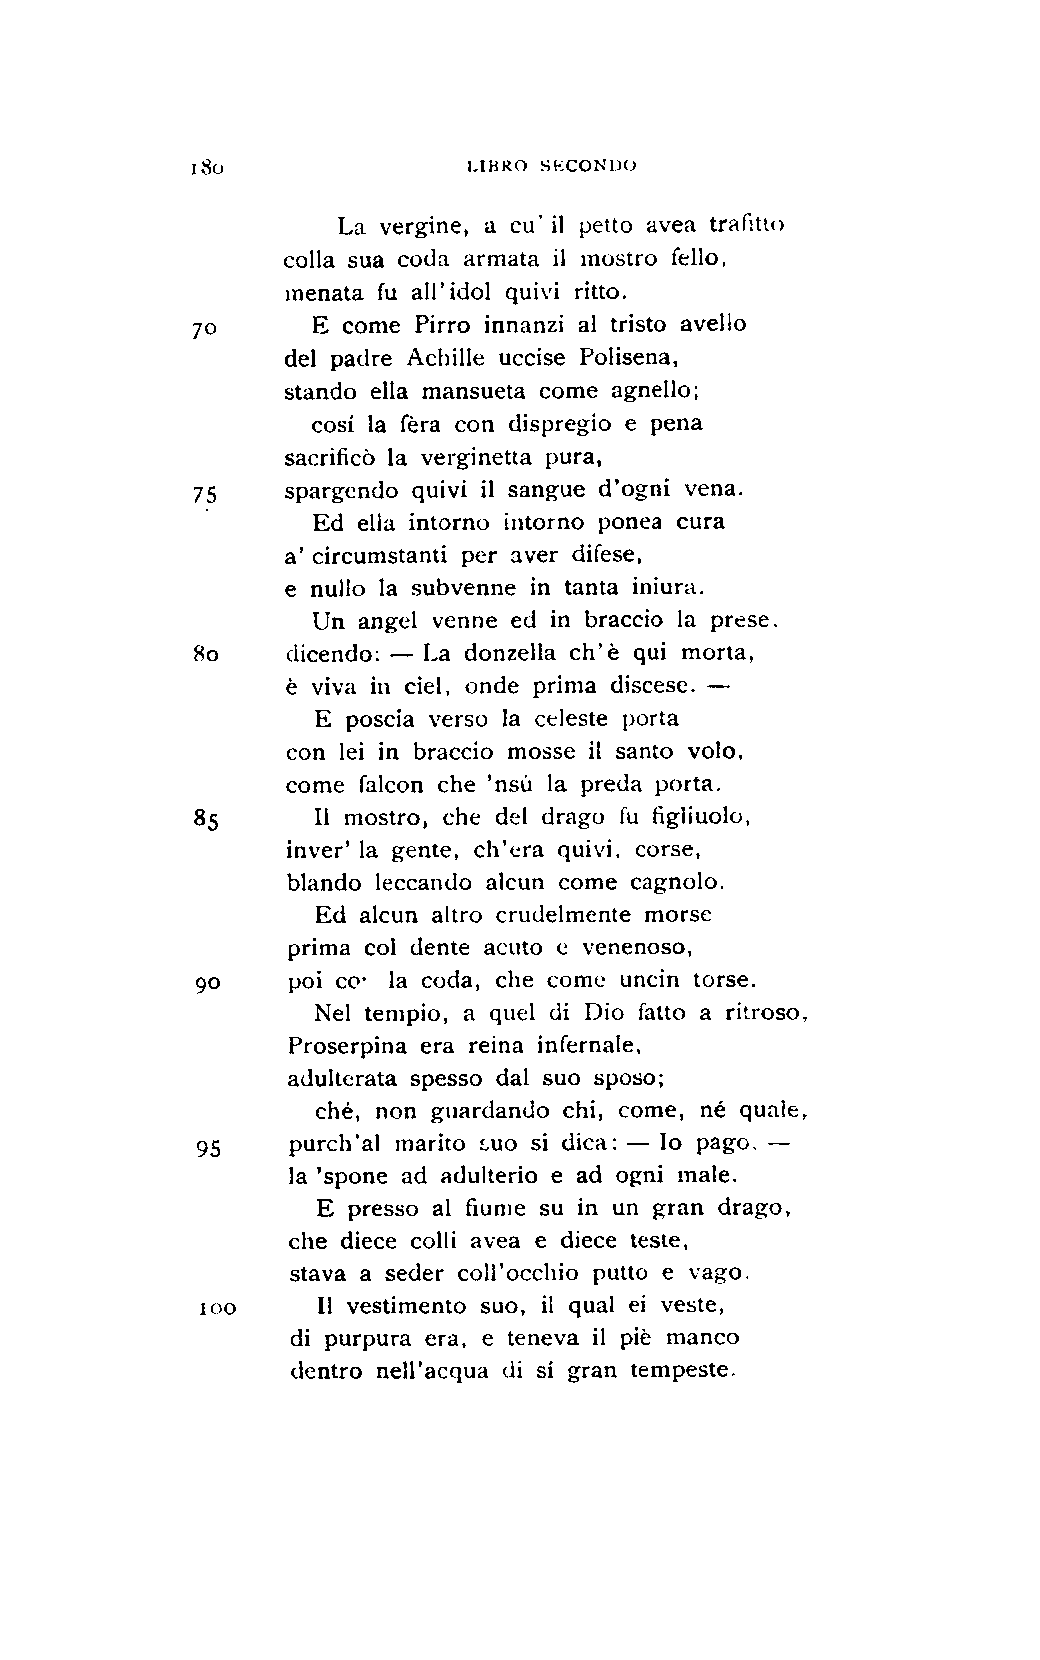 180 LIBRO SECONDO
La vergine, a cu' il petto avea trafitto
colla sua coda armata il mostro fello,
menata fu all'idol quivi ritto.
70 E come Pirro innanzi al tristo avello
del padre Achille uccise Polisena,
stando ella mansueta come agnello;
cosí la fèra con dispregio e pena
sacrificò la verginetta pura,
75 spargendo quivi il sangue d'ogni vena.
Ed ella intorno intorno ponea cura
a' circumstanti per aver difese,
e nullo la subvenne in tanta iniura.
Un angel venne ed in braccio la prese,
80 dicendo: — La donzella ch'è qui morta,
è viva in ciel, onde prima discese. —
E poscia verso la celeste porta
con lei in braccio mosse il santo volo,
come falcon che 'nsú la preda porta.
85 Il mostro, che del drago fu figliuolo,
inver' la gente, ch'era quivi, corse,
blando leccando alcun come cagnolo.
Ed alcun altro crudelmente morse
prima col dente acuto e venenoso,
90 poi co' la coda, che come uncin torse.
Nel tempio, a quel di Dio fatto a ritroso,
Proserpina era reina infernale,
adulterata spesso dal suo sposo;
ché, non guardando chi, come, né quale,
95 purch'al marito suo si dica: — Io pago. —
la 'spone ad adulterio e ad ogni male.
E presso al fiume su in un gran drago,
che diece colli avea e diece teste,
stava a seder coll'occhio putto e vago.
100 Il vestimento suo, il qual ei veste,
di purpura era, e teneva il piè manco
dentro nell'acqua di sí gran tempeste.